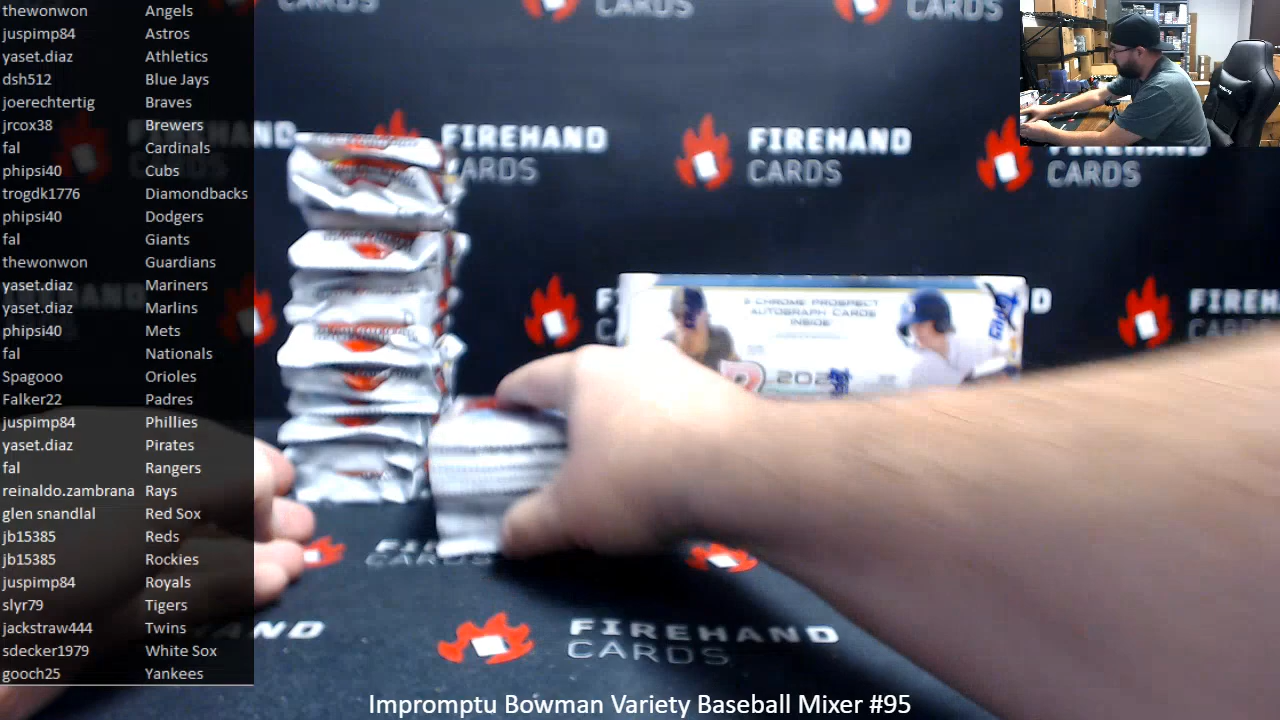 thewonwon Angels
juspimp84 Astros
yaset.diaz Athletics
dsh512 Blue Jays
joerechtertig Braves
jrcox38 Brewers
fal Cardinals
phipsi40 Cubs
trogdk1776 Diamondbacks
phipsi40 Dodgers
fal Giants
thewonwon Guardians
yaset.diaz Mariners
yaset.diaz Marlins
phipsi40 Mets
fal Nationals
Spagooo Orioles
Falker22 Padres
juspimp84 Phillies
yaset.diaz Pirates
fal Rangers
reinaldo.zambrana Rays
glen snandlal Red Sox
jb15385 Reds
jb15385 Rockies
juspimp84 Royals
slyr79 Tigers
jackstraw444 Twins
sdecker1979 White Sox
gooch25 Yankees
CARDS
CARDS
CARDS
FIREHAND
CARDS
FIREHAND
CARDS
FIREHAND
CARDS
CHROME PROSPECT
AUTOGRAPH CARDS
INSIDE
FIREHAND
CARDS
Impromptu Bowman Variety Baseball Mixer #95